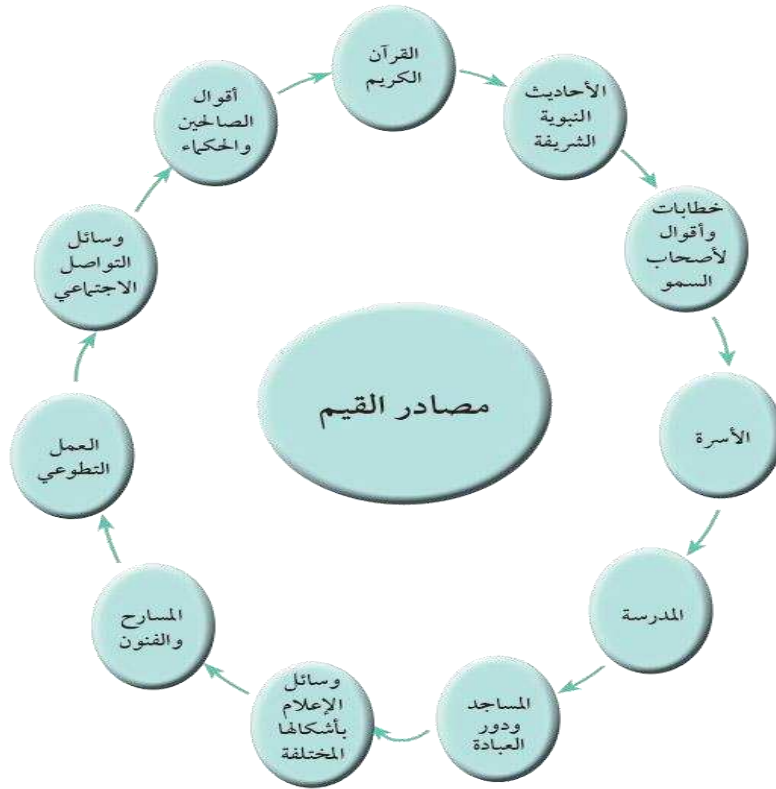 القرآن
الكريم
الأحاديث
النبوية
الشريفة
خطابات
وأقوال
لأصحاب
السمو
الأسرة
المدرسة
المساجد
ودور
العبادة
وسائل
الإعلام
بأشكالها
المختلفة
المسارح
والفنون
العمل
التطوعي
وسائل
التواصل
الاجتماعي
أقوال
الصالحين
والحكماء
مصادر القيم